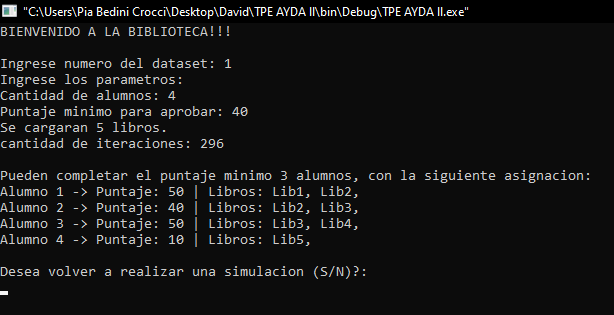 "C:\Users\Pia Bedini Crocci\Desktop\David\TPE AYDA II\bin\Debug\TPE AYDA II.exe"
BIENVENIDO A LA BIBLIOTECA!!!
Ingrese numero del dataset: 1
Ingrese los parametros:
Cantidad de alumnos: 4
Puntaje minimo para aprobar: 40
Se cargaran 5 libros.
cantidad de iteraciones: 296
Pueden completar el puntaje minimo 3 alumnos, con la siguiente asignacion:
Alumno 1 -> Puntaje: 50 | Libros: Lib1, Lib2,
Alumno 2 -> Puntaje: 40 | Libros: Lib2, Lib3,
Alumno 3 -> Puntaje: 50 | Libros: Lib3, Lib4,
Alumno 4 -> Puntaje: 10 | Libros: Lib5,
Desea volver a realizar una simulacion (S/N)?: